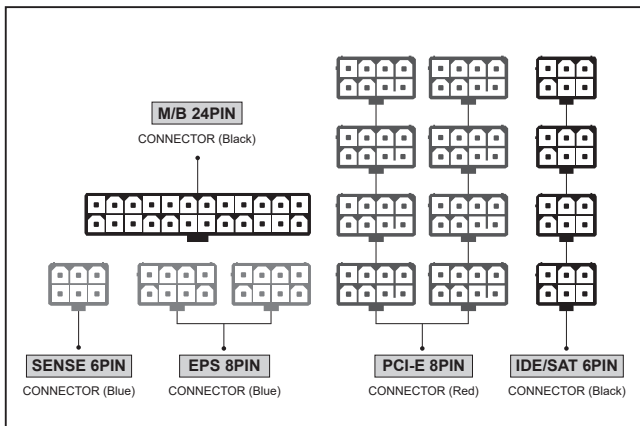 M/B 24PIN
CONNECTOR (Black)
SENSE 6PIN
CONNECTOR (Blue)
EPS 8PIN
CONNECTOR (Blue)
PCI-E 8PIN
CONNECTOR (Red)
IDE/SAT 6PIN
CONNECTOR (Black)